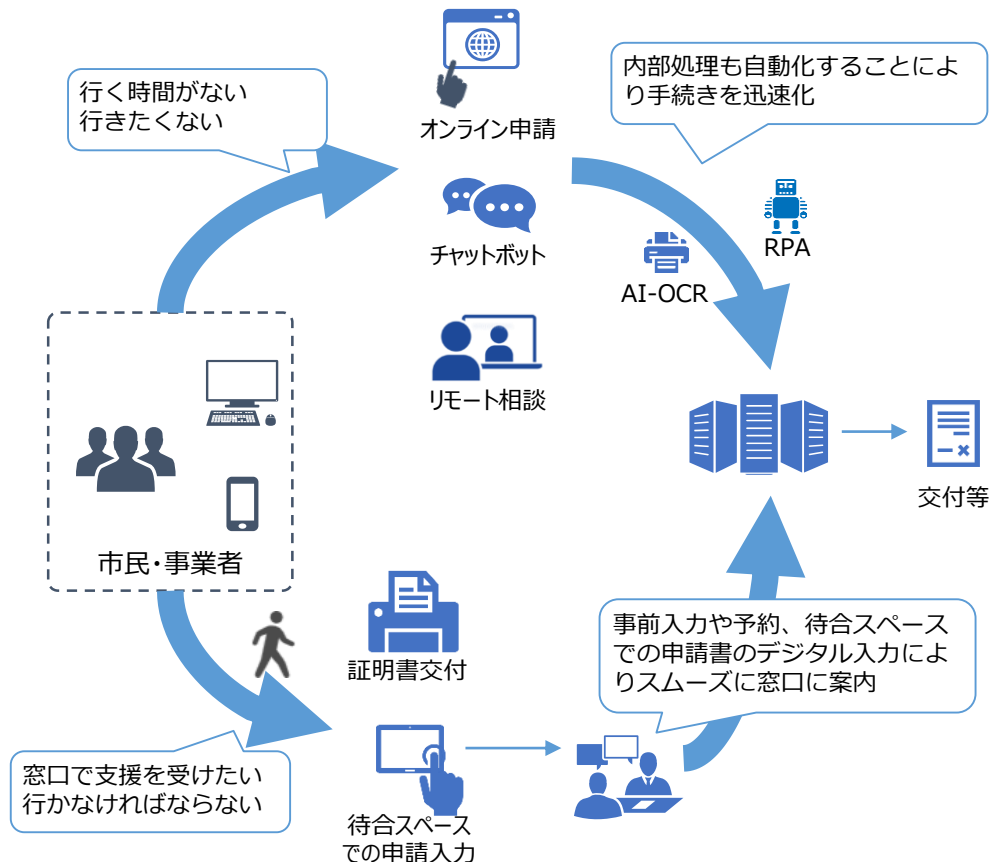 行く時間がない
行きたくない
オンライン申請
内部処理も自動化することによ
り手続きを迅速化
チャットボット
RPA
AI-OCR
リモート相談
市民・事業者
交付等
証明書交付
事前入力や予約、待合スペース
での申請書のデジタル入力によ
りスムーズに窓口に案内
窓口で支援を受けたい
行かなければならない
待合スペース
での申請入力